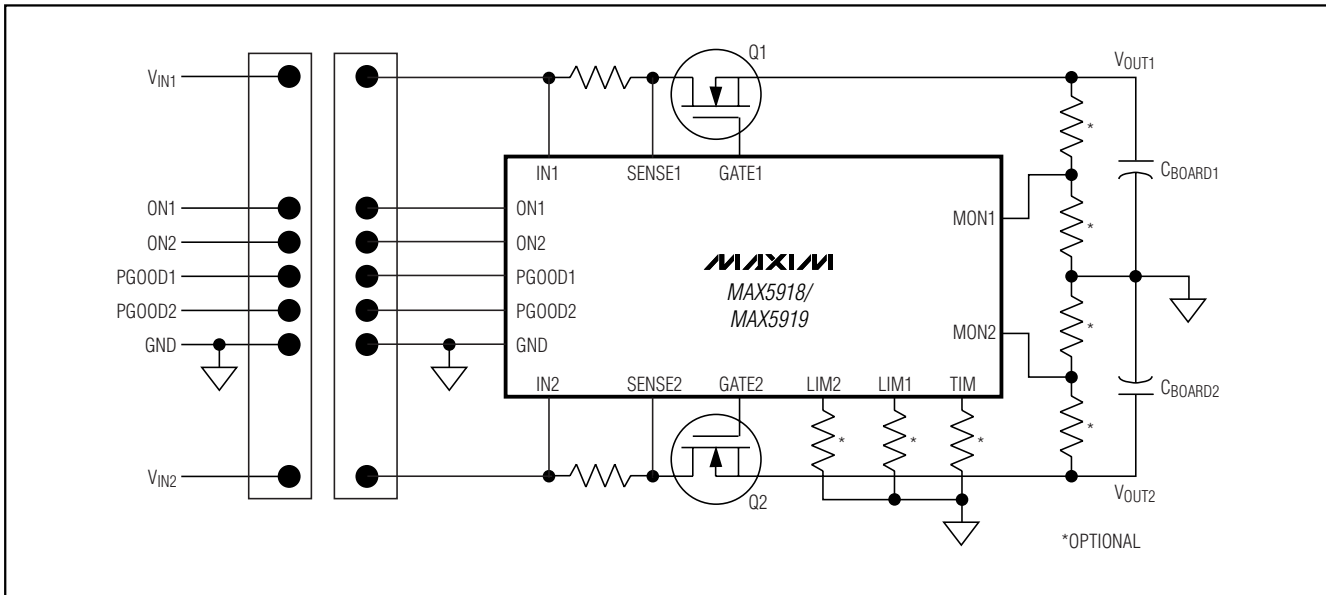 Q1
VIN1
VOUT1
*
IN1
SENSE1
GATE1
CBOARD1
ON1
ON1
MON1
*
ON2
ON2
MAXIM
PGOOD1
PGOOD1
MAX5918/
PGOOD2
PGOOD2
MAX5919
*
GND
GND
MON2
IN2
SENSE2
GATE2
LIM2
LIM1
TIM
CBOARD2
*
*
*
*
VIN2
Q2
VOUT2
*OPTIONAL